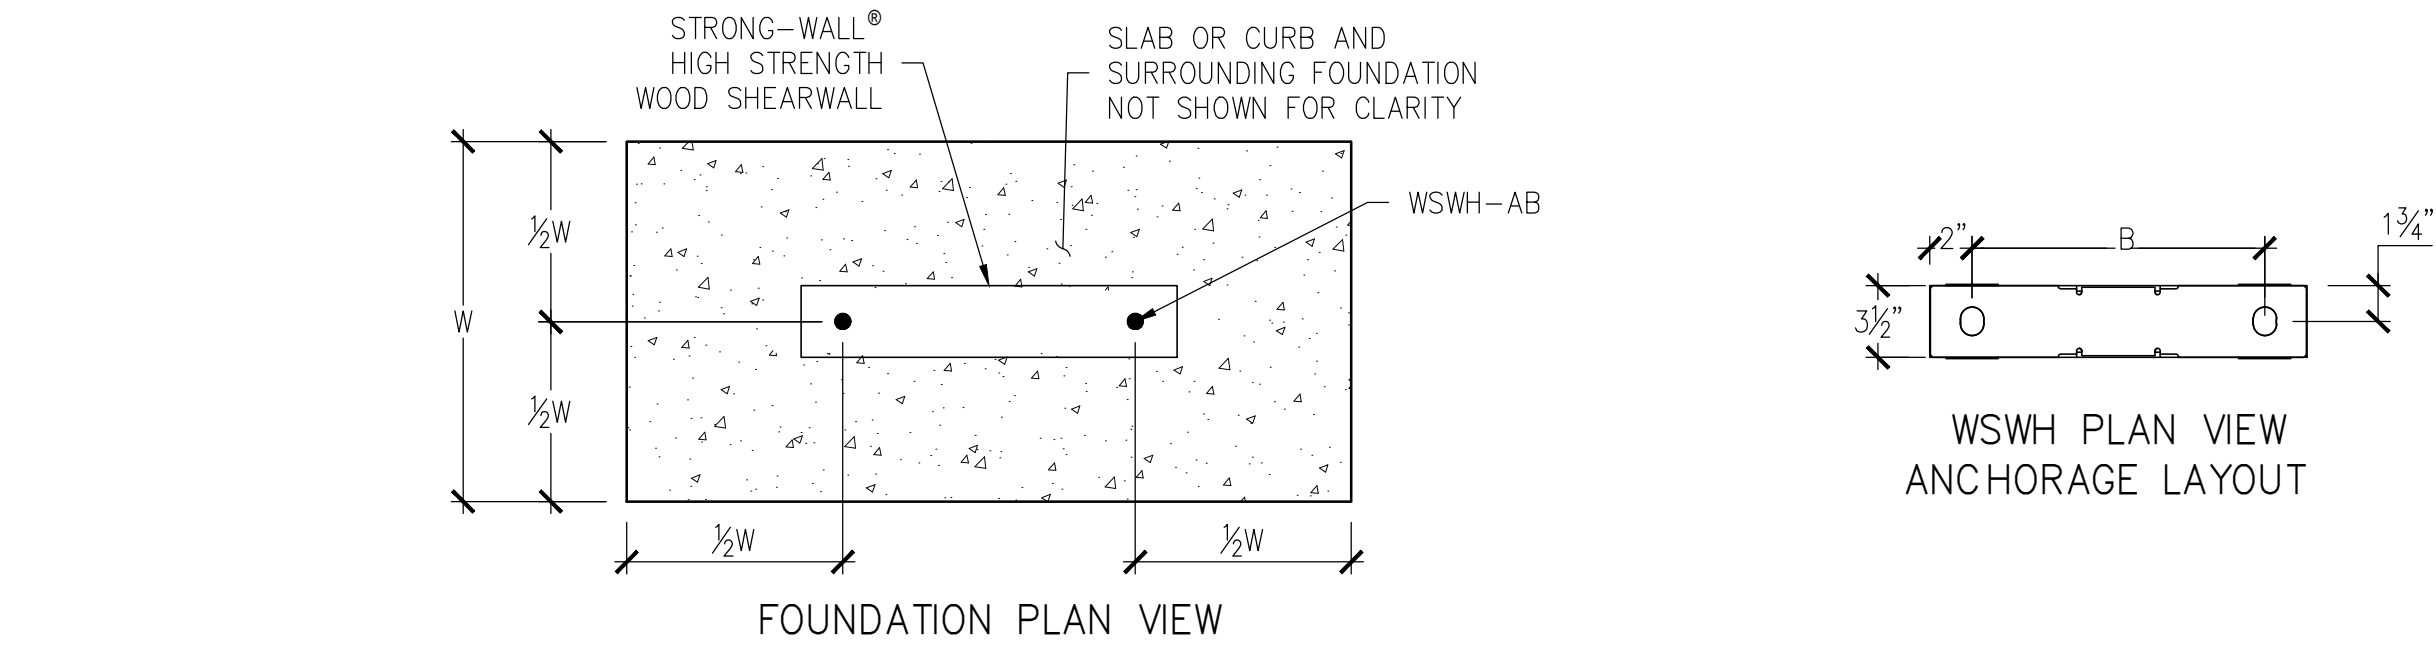 STRONG-WALL®
HIGH STRENGTH
WOOD SHEARWALL
SLAB OR CURB AND
SURROUNDING FOUNDATION
NOT SHOWN FOR CLARITY
WSWH-AB
½W
W
½W
½W
½W
FOUNDATION PLAN VIEW
2”
B
1¾”
3½”
WSWH PLAN VIEW
ANCHORAGE LAYOUT